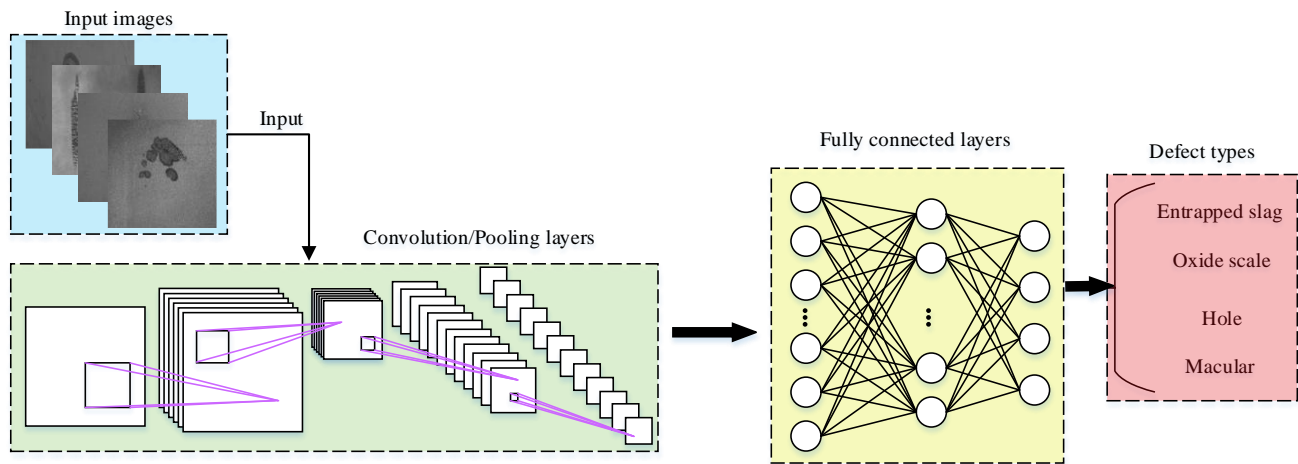 Input images
Input
Convolution/Pooling layers
Fully connected layers
Defect types
Entrapped slag
Oxide scale
Hole
Macular